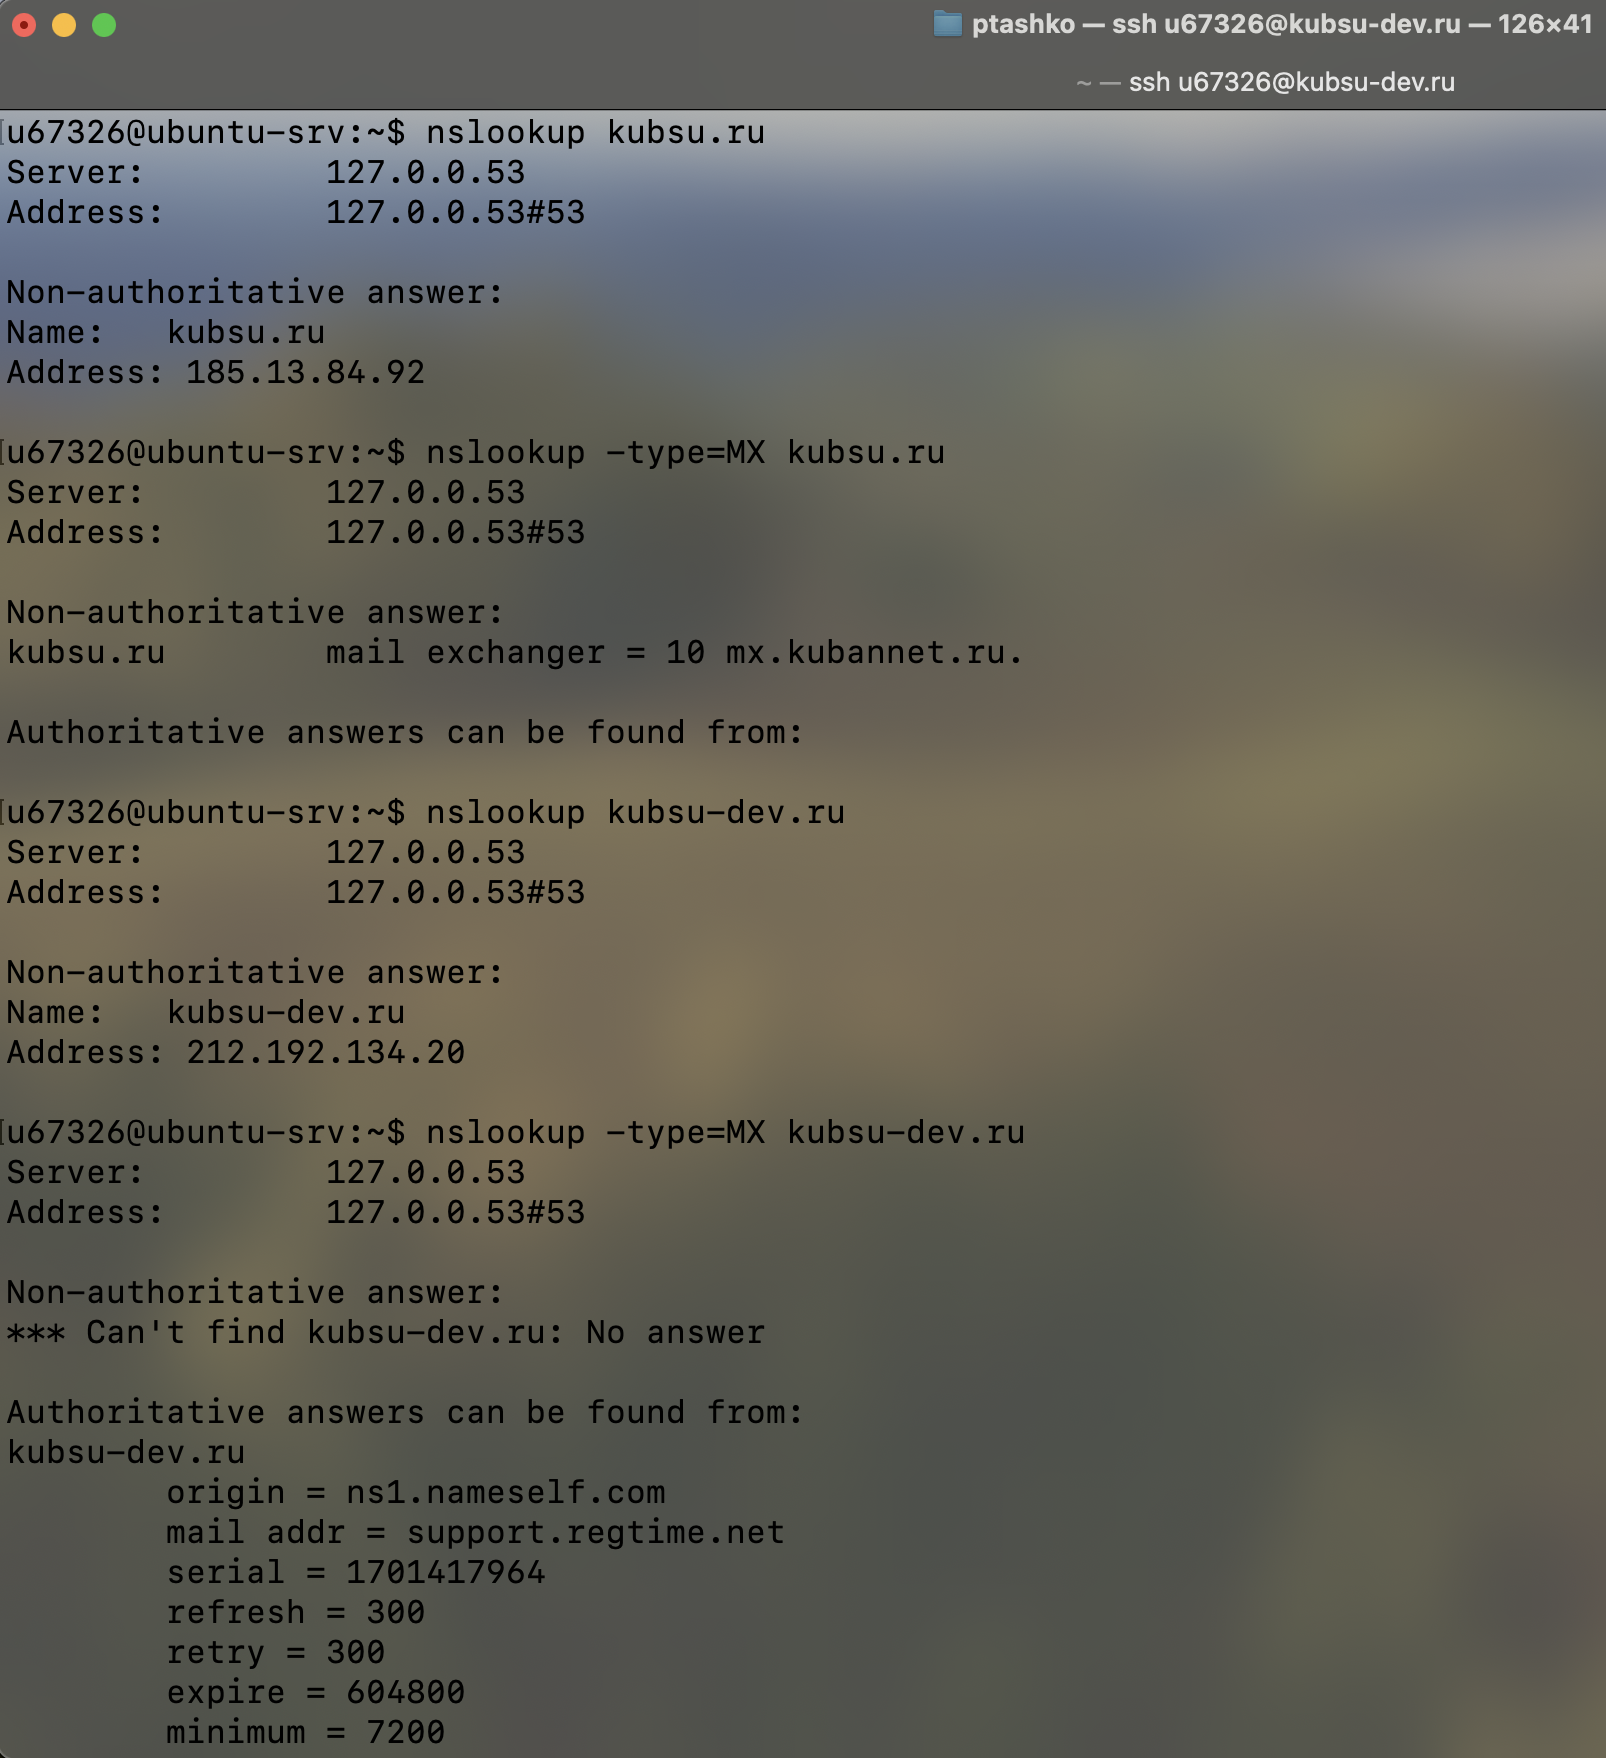 ptashko — ssh u67326@kubsu-dev.ru — 126×41
~ — ssh u67326@kubsu-dev.ru
[u67326@ubuntu-srv:~$ nslookup kubsu.ru
Server:		127.0.0.53
Address:	127.0.0.53#53
Non-authoritative answer:
Name:	kubsu.ru
Address: 185.13.84.92
[u67326@ubuntu-srv:~$ nslookup -type=MX kubsu.ru
Server:		127.0.0.53
Address:	127.0.0.53#53
Non-authoritative answer:
kubsu.ru	mail exchanger = 10 mx.kubannet.ru.
Authoritative answers can be found from:
[u67326@ubuntu-srv:~$ nslookup kubsu-dev.ru
Server:		127.0.0.53
Address:	127.0.0.53#53
Non-authoritative answer:
Name:	kubsu-dev.ru
Address: 212.192.134.20
[u67326@ubuntu-srv:~$ nslookup -type=MX kubsu-dev.ru
Server:		127.0.0.53
Address:	127.0.0.53#53
Non-authoritative answer:
*** Can't find kubsu-dev.ru: No answer
Authoritative answers can be found from:
kubsu-dev.ru
origin = ns1.nameself.com
mail addr = support.regtime.net
serial = 1701417964
refresh = 300
retry = 300
expire = 604800
minimum = 7200